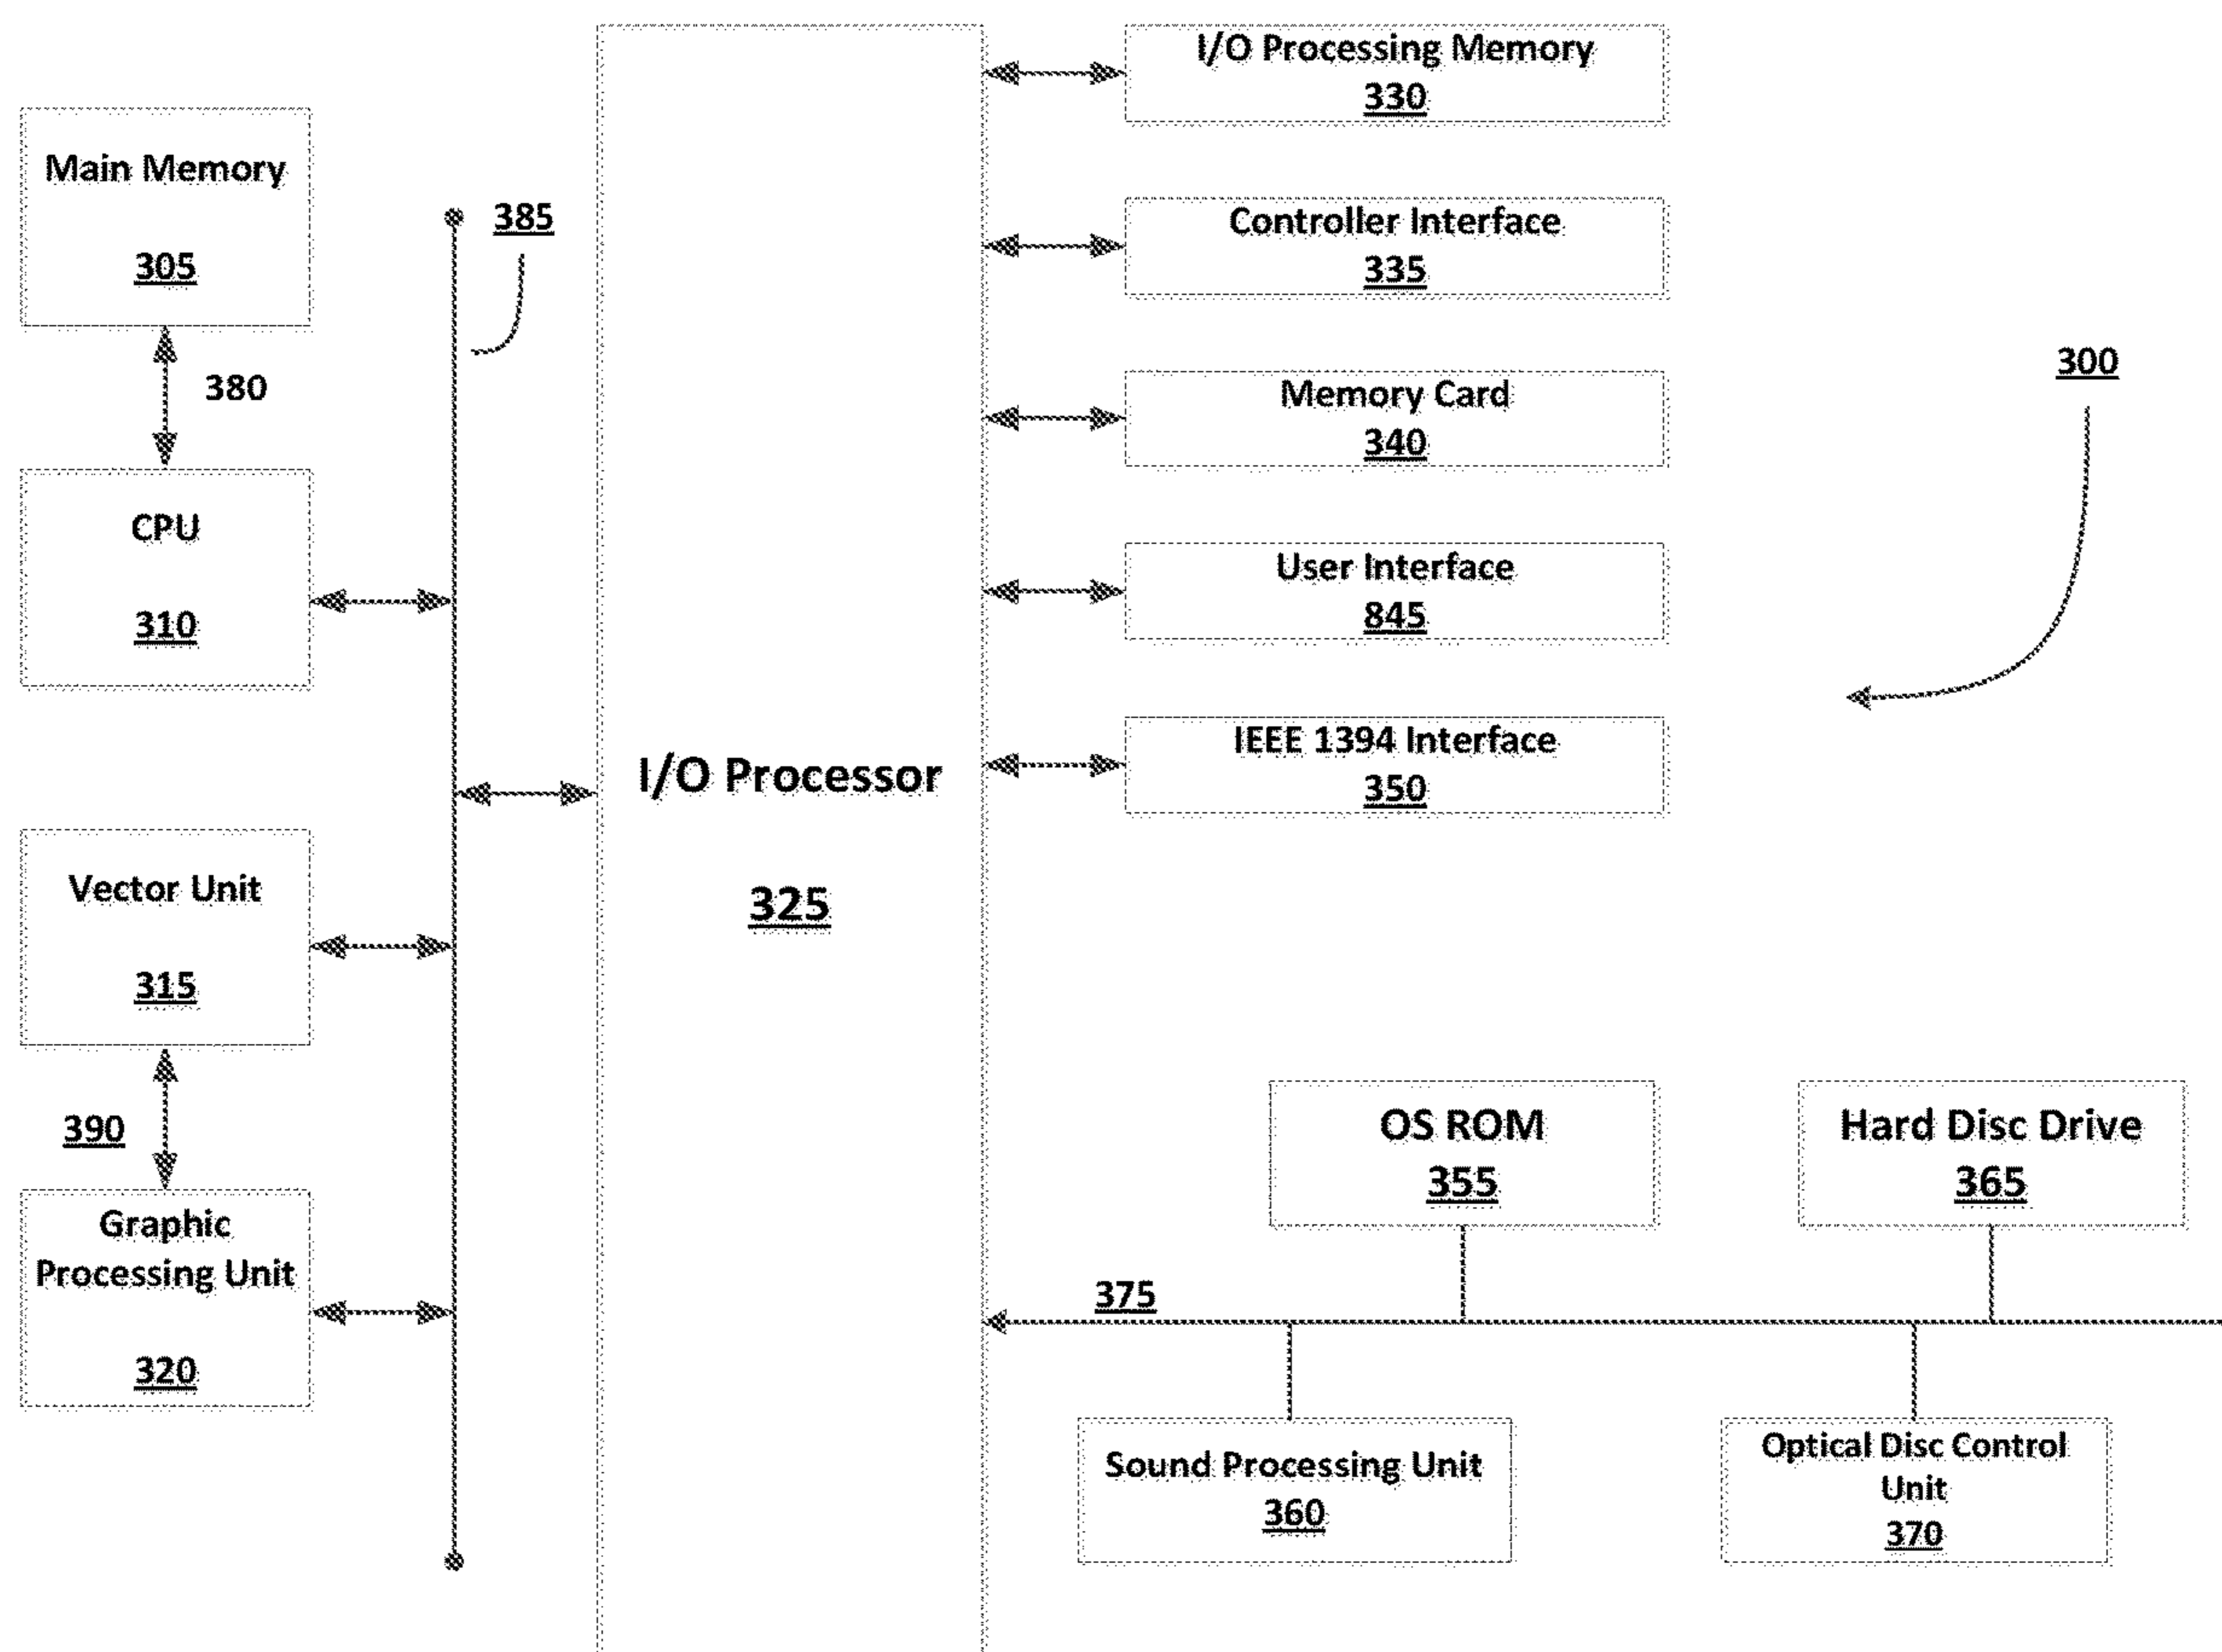 Main Memory
305
380
CPU
310
Vector Unit
315
390
Graphic
Processing Unit
320
385
I/O Processor
325
I/O Processing Memory
330
Controller Interface
335
Memory Card
340
User Interface
845
IEEE 1394 Interface
350
300
OS ROM
355
Hard Disc Drive
365
375
Sound Processing Unit
360
Optical Disc Control
Unit
370